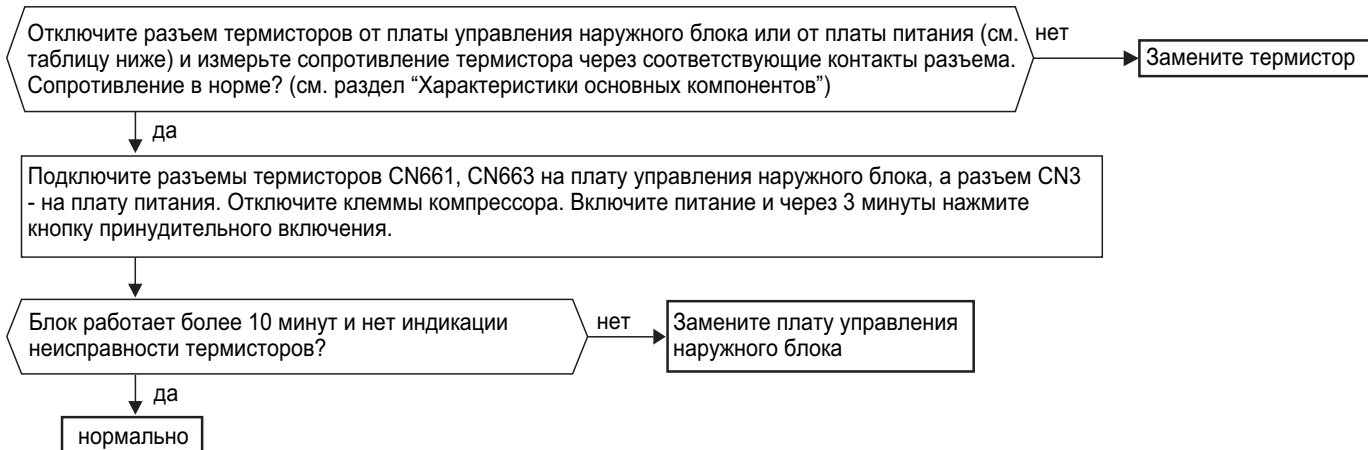 Отключите разъем термисторов от платы управления наружного блока или от платы питания (см.
таблицу ниже) и измерьте сопротивление термистора через соответствующие контакты разъема.
Сопротивление в норме? (см. раздел “Характеристики основных компонентов”)
нет
Замените термистор
да
Подключите разъемы термисторов CN661, CN663 на плату управления наружного блока, а разъем CN3
- на плату питания. Отключите клеммы компрессора. Включите питание и через 3 минуты нажмите
кнопку принудительного включения.
Блок работает более 10 минут и нет индикации
неисправности термисторов?
нет
Замените плату управления
наружного блока
да
нормально